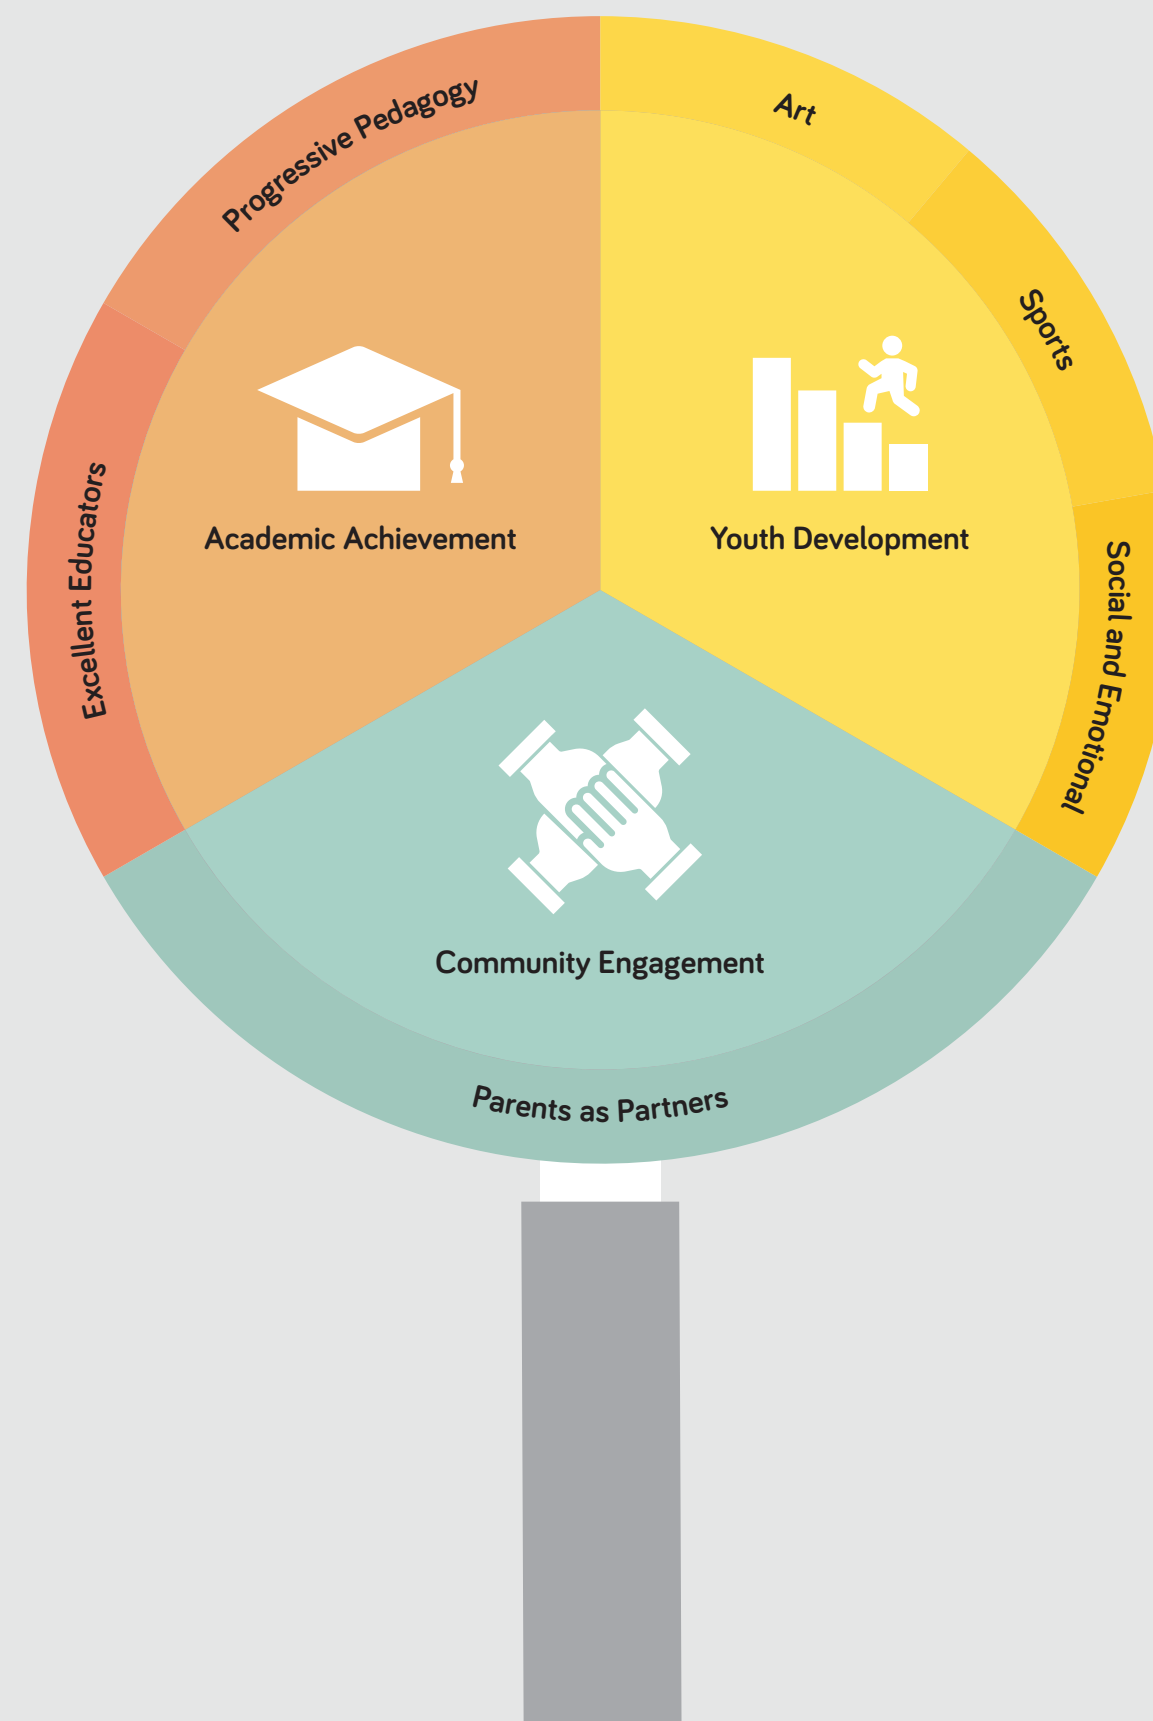 Progressive Pedagogy
Art
Sports
Excellent Educators
Academic Achievement
Youth Development
Social and Emotional
Community Engagement
Parents as Partners